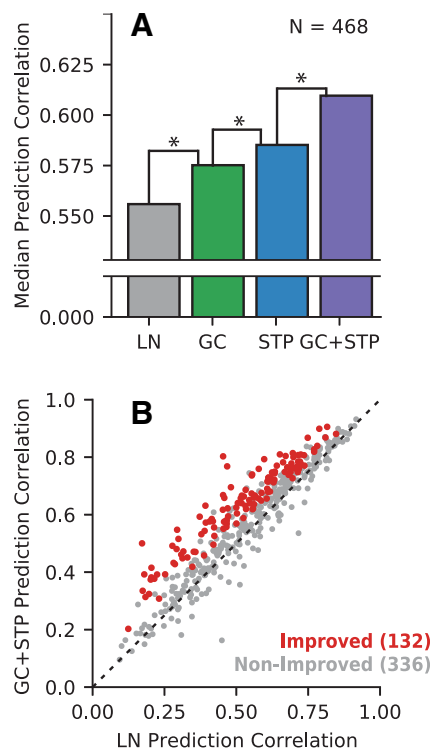 A
N = 468
Median Prediction Correlation
0.625
0.600
0.575
0.550
0.000
*
*
*
LN GC STP GC+STP
B
GC+STP Prediction Correlation
1.0
0.8
0.6
0.4
0.2
0.0
Improved (132)
Non-Improved (336)
0.00 0.25 0.50 0.75 1.00
LN Prediction Correlation